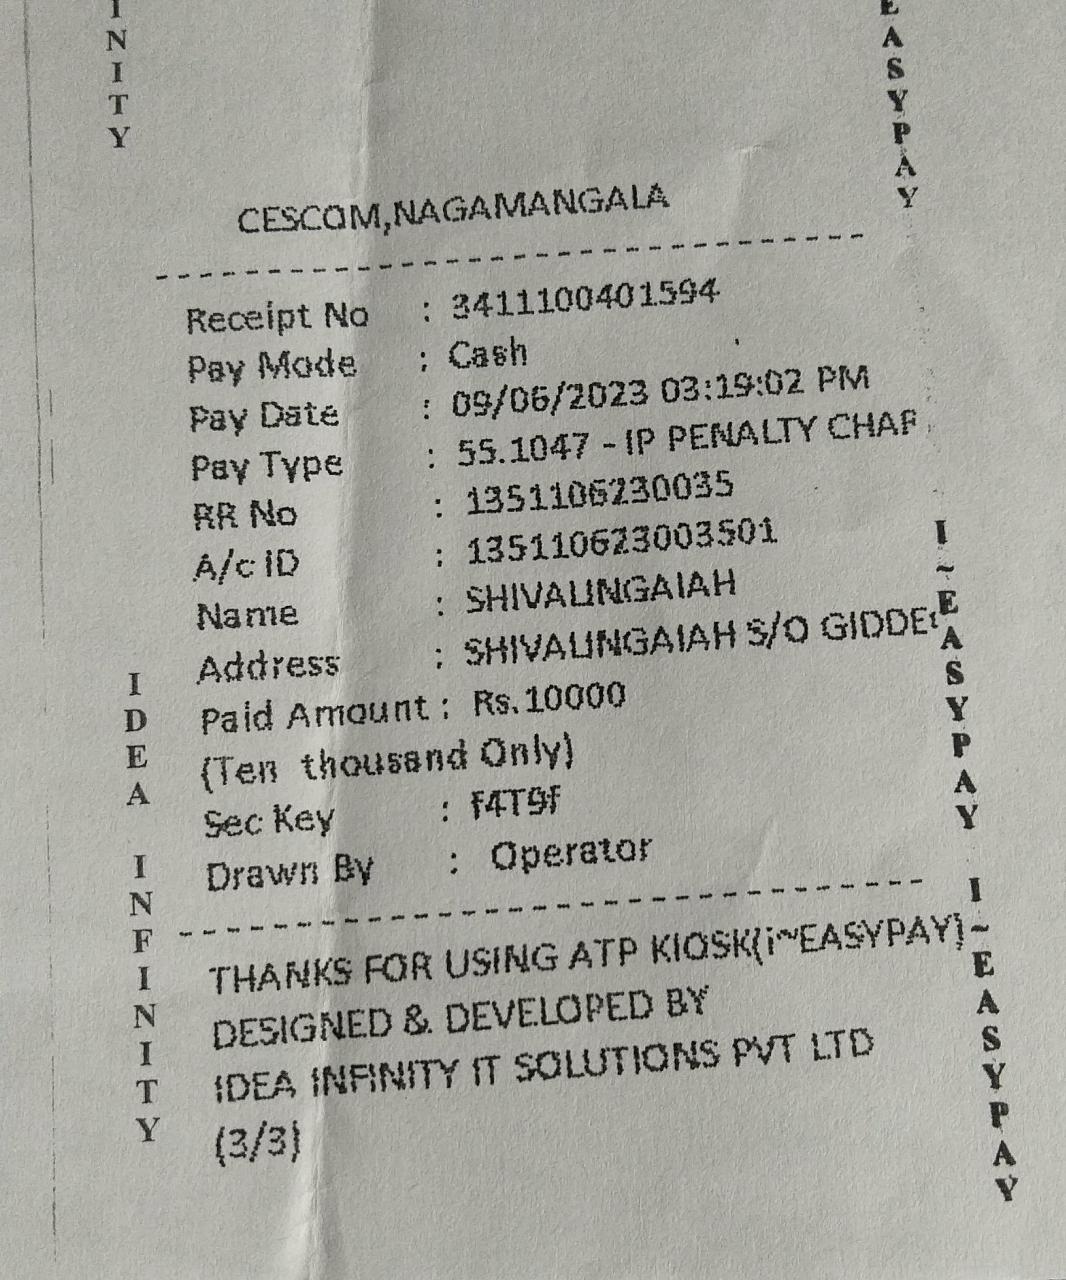 CESCOM,NAGAMANGALA
Receipt No : 3411100401594
Pay Mode : Cash
Pay Date : 09/06/2023 03:19:02 PM
Pay Type : 55.1047 - IP PENALTY CHAR
RR No : 1351106230035
A/c ID : 135110623003501
Name : SHIVALINGAIAH
Address : SHIVALINGAIAH S/O GIDDE
Paid Amount : Rs.10000
(Ten thousand Only)
Sec Key : f4T9f
Drawn By : Operator
THANKS FOR USING ATP KIOSK(i~EASYPAY)
DESIGNED & DEVELOPED BY
IDEA INFINITY IT SOLUTIONS PVT LTD
(3/3)
INITY
IDEA INFINITY
EASYPAY
I~EASYPAY
I~EASYPAY